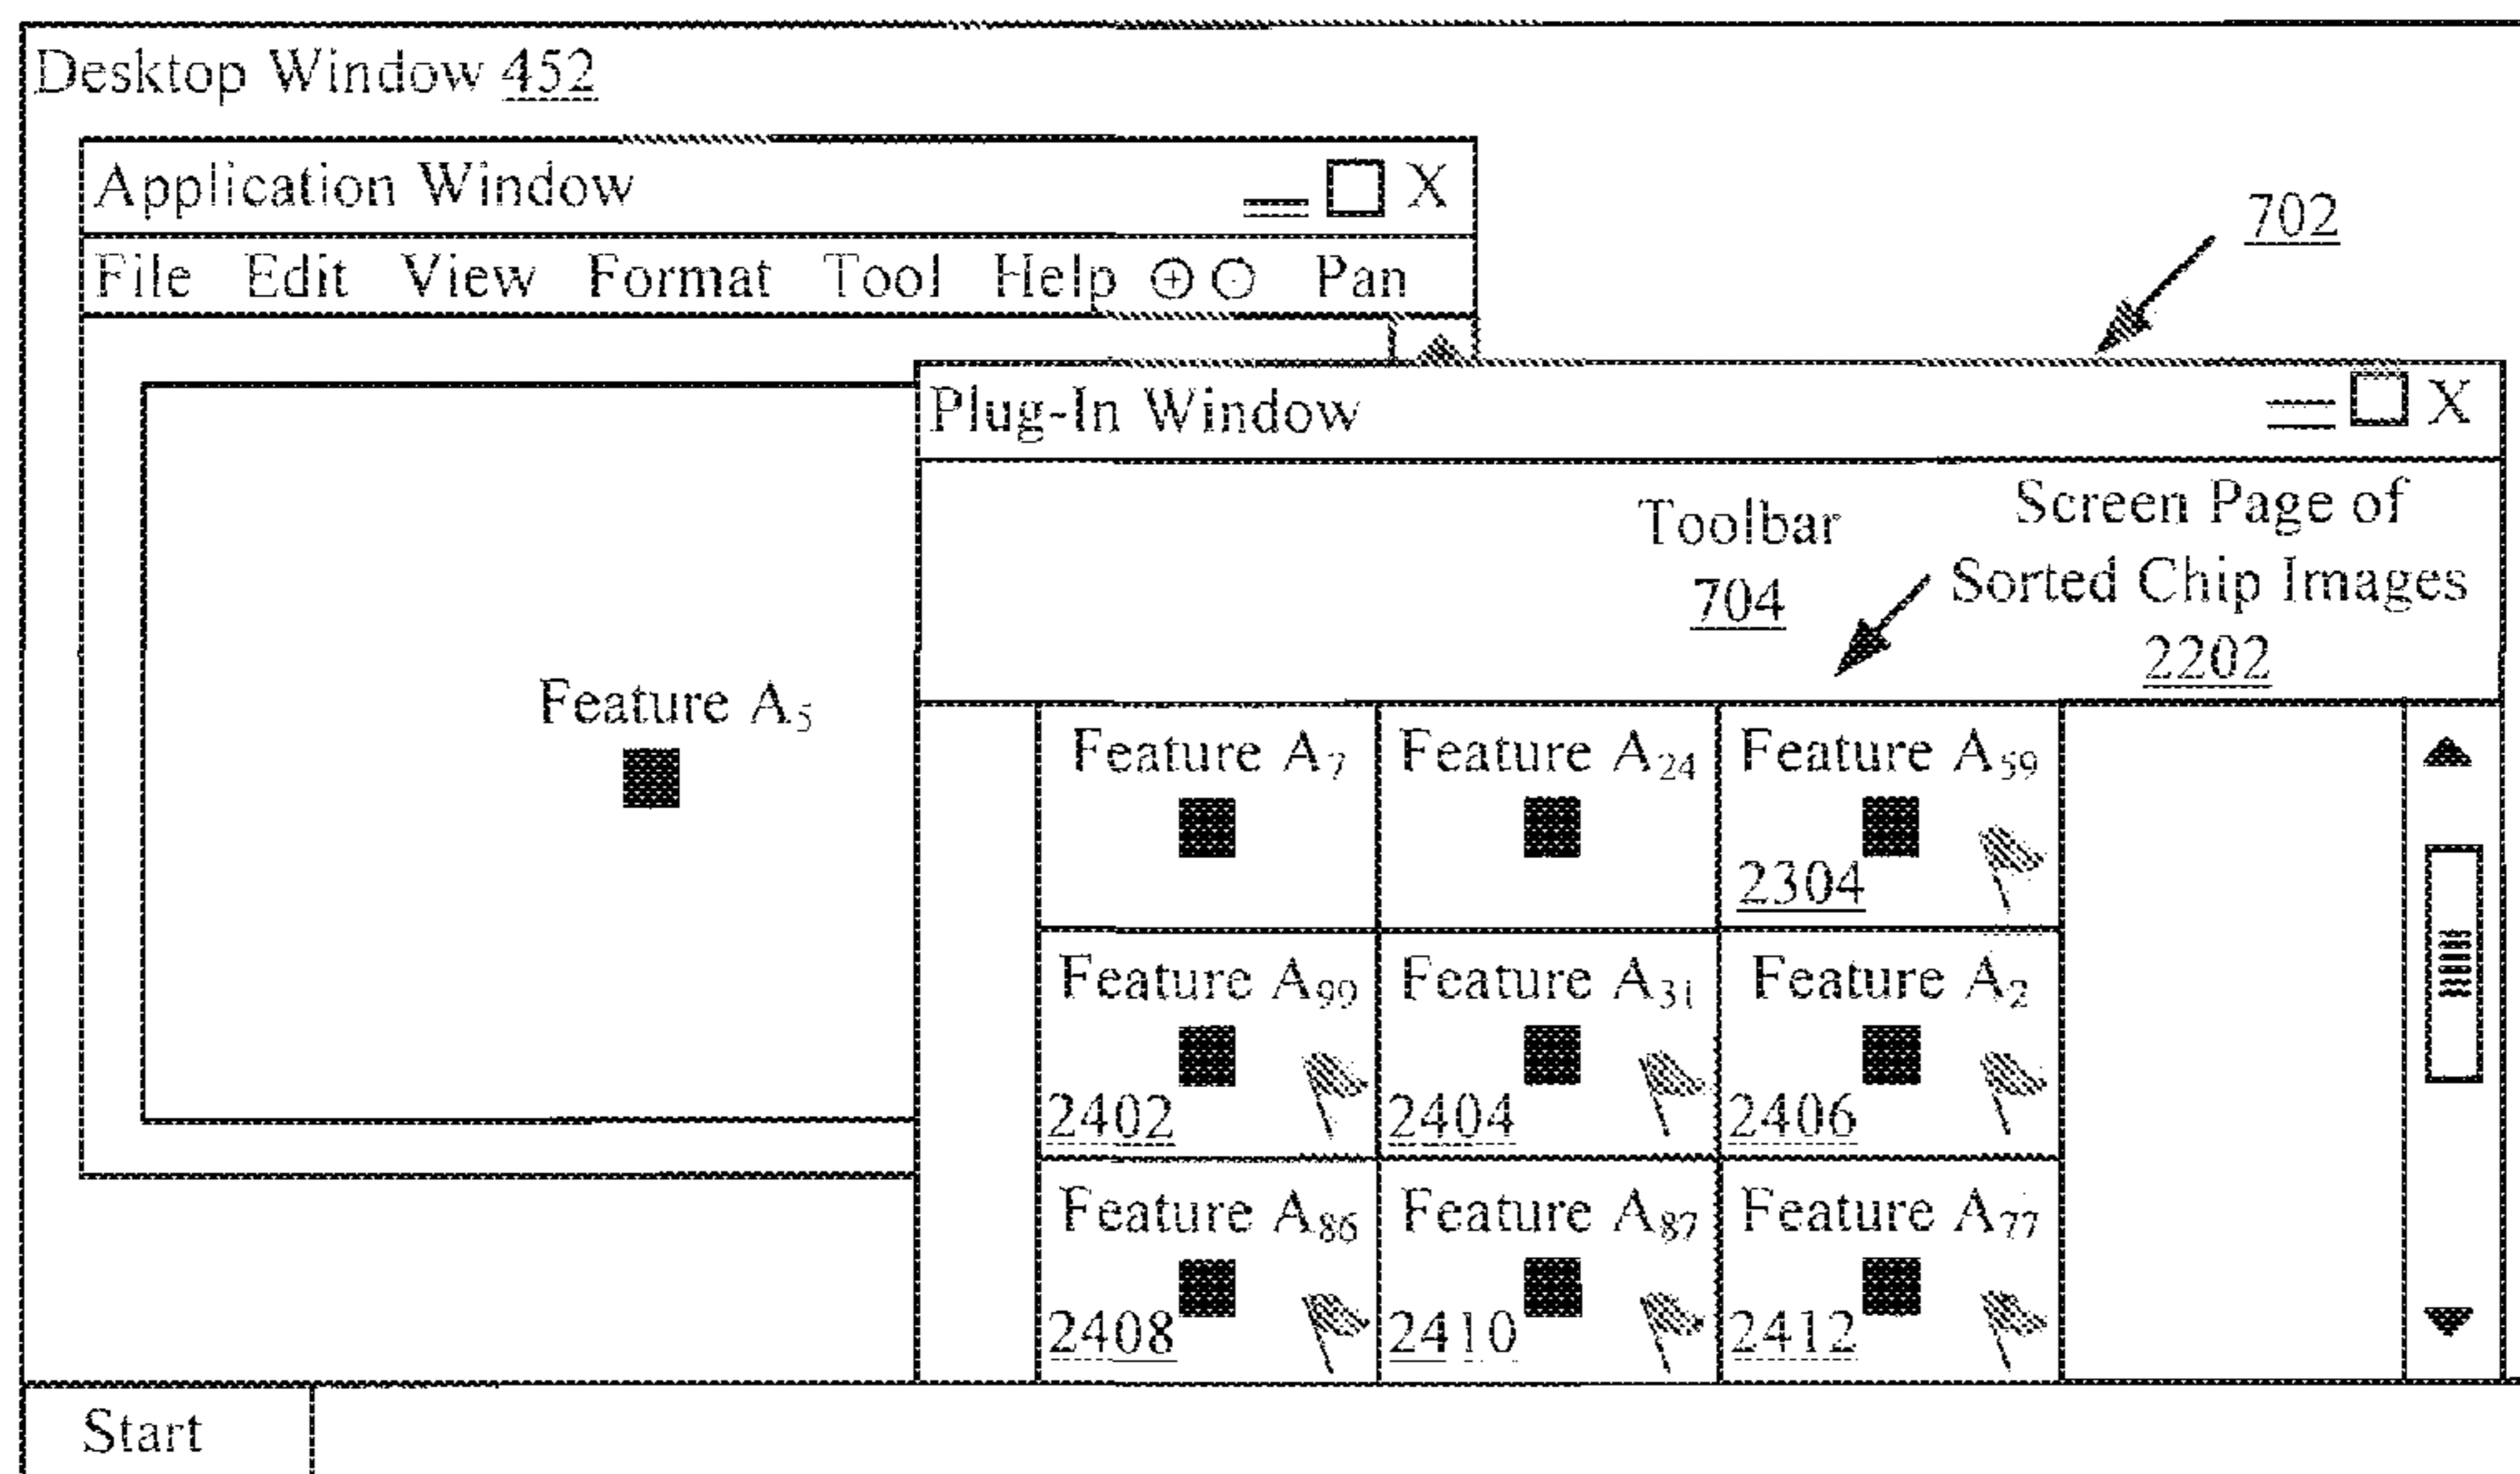 Desktop Window 452
Application Window X
File Edit View Format Tool Help + - Pan
702
Plug-In Window X
Toolbar
704
Screen Page of
Sorted Chip Images
2202
Feature A5
Feature A7 Feature A24 Feature A59
2304
Feature A99 Feature A31 Feature A2
2402 2404 2406
Feature A86 Feature A87 Feature A77
2408 2410 2412
Start